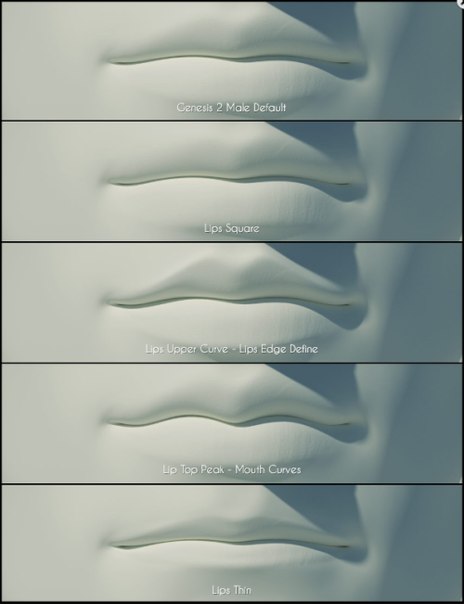 Genesis 2 Male Default
Lips Square
Lips Upper Curve - Lips Edge Define
Lip Top Peak - Mouth Curves
Lips Thin